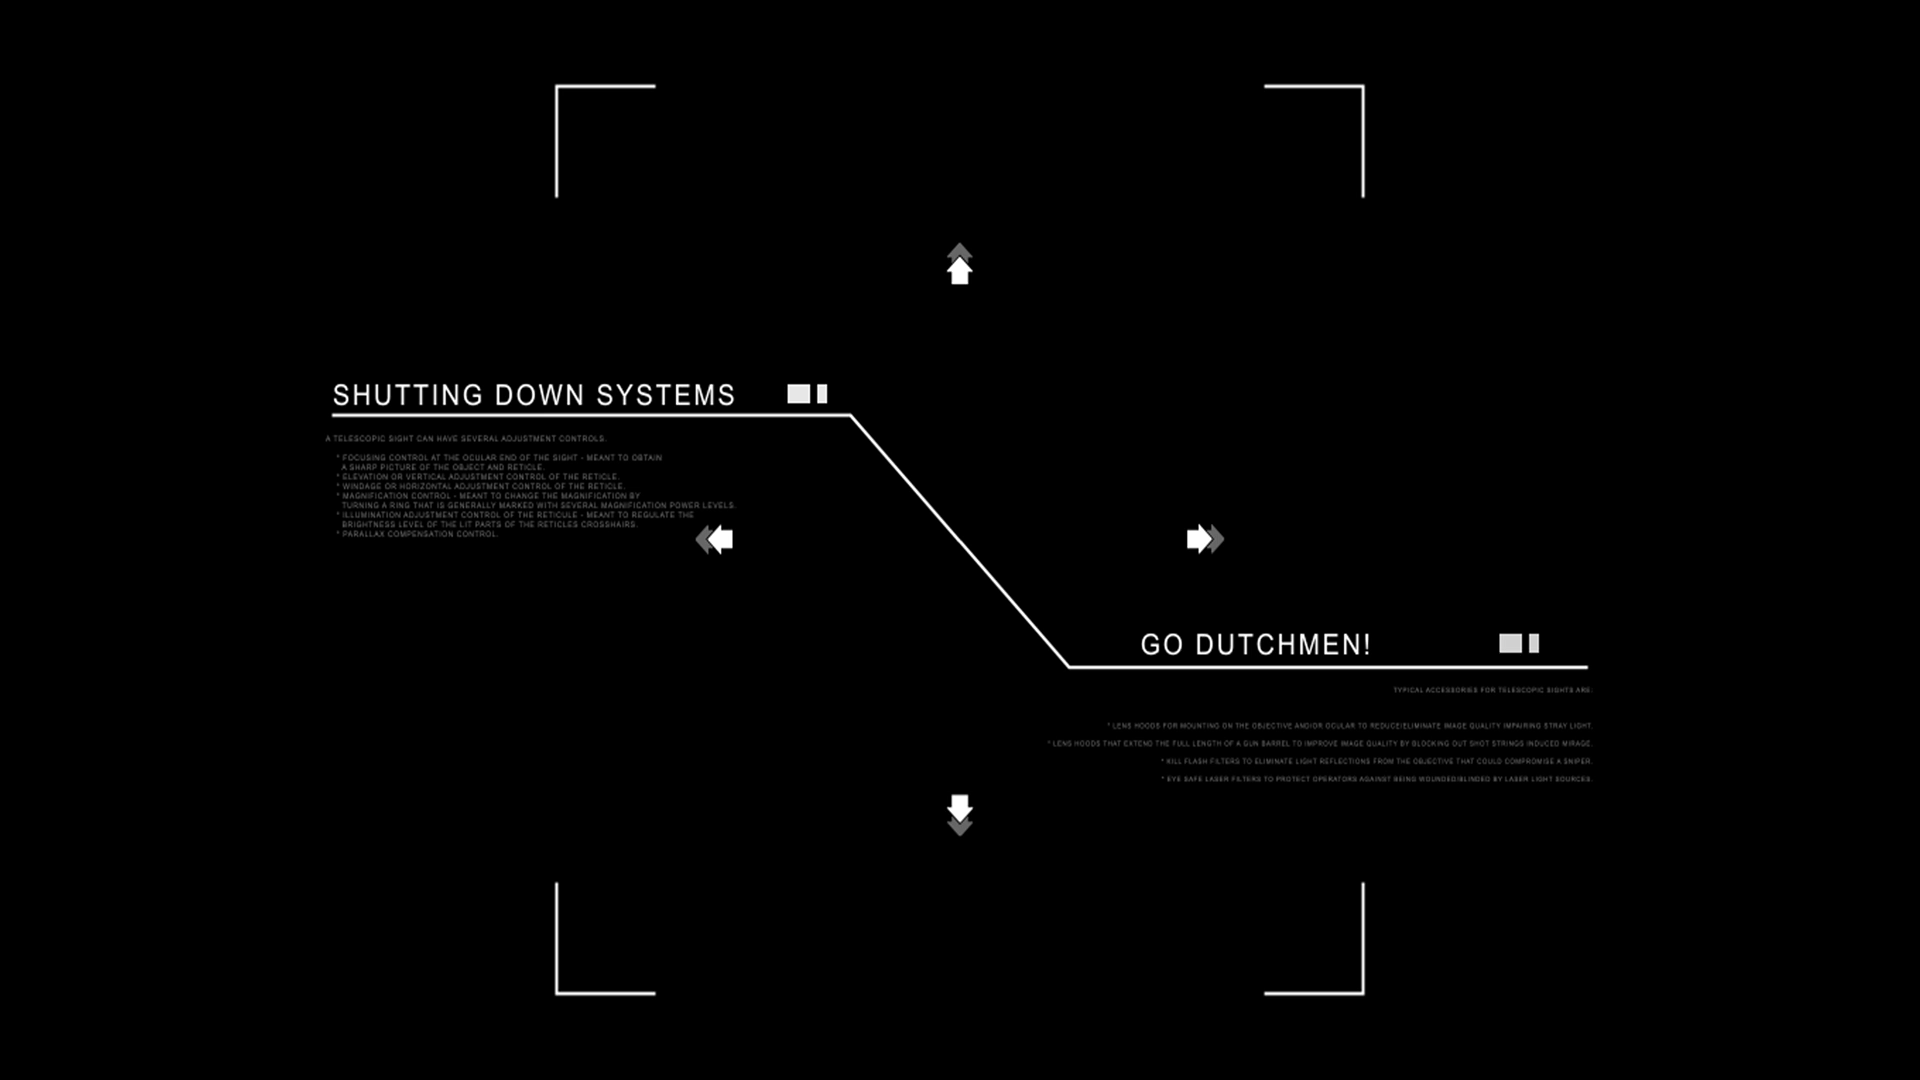 SHUTTING DOWN SYSTEMS
A TELESCOPIC SIGHT CAN HAVE SEVERAL ADJUSTMENT CONTROLS.
* FOCUSING CONTROL AT THE OCULAR END OF THE SIGHT - MEANT TO OBTAIN
A SHARP PICTURE OF THE OBJECT AND RETICLE.
* ELEVATION OR VERTICAL ADJUSTMENT CONTROL OF THE RETICLE.
* WINDAGE OR HORIZONTAL ADJUSTMENT CONTROL OF THE RETICLE.
* MAGNIFICATION CONTROL - MEANT TO CHANGE THE MAGNIFICATION BY
TURNING A RING THAT IS GENERALLY MARKED WITH SEVERAL MAGNIFICATION POWER LEVELS.
* ILLUMINATION ADJUSTMENT CONTROL OF THE RETICULE - MEANT TO REGULATE THE
BRIGHTNESS LEVEL OF THE LIT PARTS OF THE RETICLES CROSSHAIRS.
* PARALLAX COMPENSATION CONTROL.
GO DUTCHMEN!
TYPICAL ACCESSORIES FOR TELESCOPIC SIGHTS ARE:
* LENS HOODS FOR MOUNTING ON THE OBJECTIVE AND/OR OCULAR TO REDUCE/ELIMINATE IMAGE QUALITY IMPAIRING STRAY LIGHT.
* LENS HOODS THAT EXTEND THE FULL LENGTH OF A GUN BARREL TO IMPROVE IMAGE QUALITY BY BLOCKING OUT SHOT STRINGS INDUCED MIRAGE.
* KILL FLASH FILTERS TO ELIMINATE LIGHT REFLECTIONS FROM THE OBJECTIVE THAT COULD COMPROMISE A SNIPER.
* EYE SAFE LASER FILTERS TO PROTECT OPERATORS AGAINST BEING WOUNDED/BLINDED BY LASER LIGHT SOURCES.